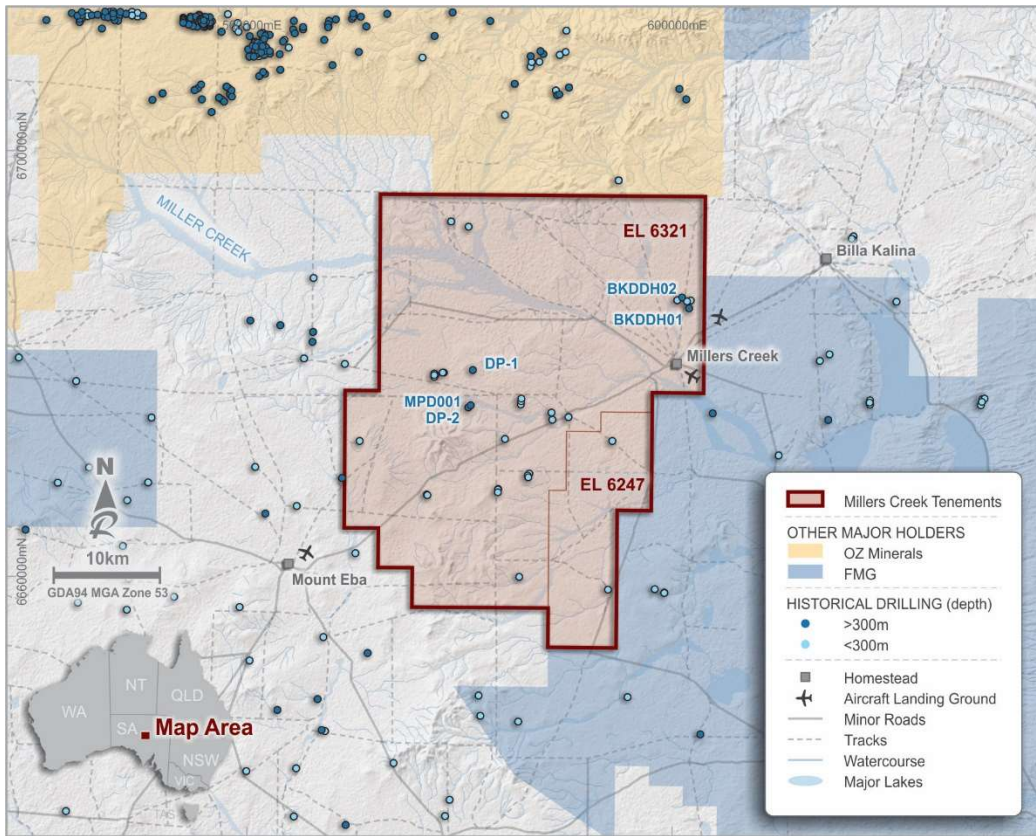 560000mE
600000mE
6700000mN
MILLER CREEK
EL 6321
Billa Kalina
BKDDH02
BKDDH01
Millers Creek
DP-1
MPD001
DP-2
EL 6247
N
10km
GDA94 MGA Zone 53
6660000mN
Mount Eba
Millers Creek Tenements
OTHER MAJOR HOLDERS
OZ Minerals
FMG
HISTORICAL DRILLING (depth)
>300m
<300m
Homestead
Aircraft Landing Ground
Minor Roads
Tracks
Watercourse
Major Lakes
NT
QLD
WA
SA
Map Area
NSW
VIC
TAS